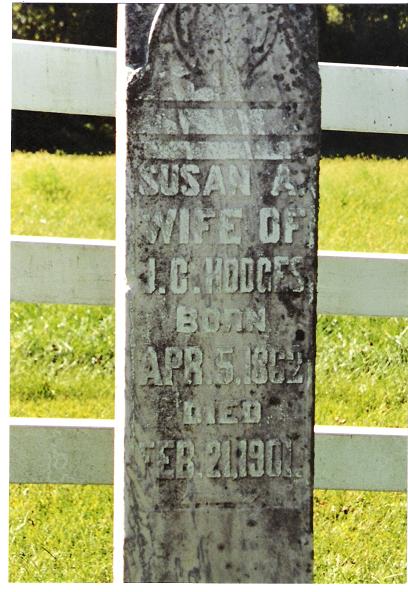 SUSAN A.
WIFE OF
J. C. HODGES
BORN
APR. 5. 1862
DIED
FEB. 21, 1901.